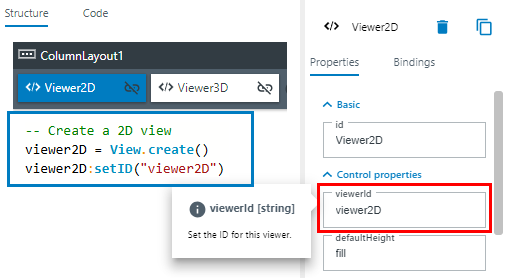 Structure
Code
ColumnLayout1
</> Viewer2D
</> Viewer3D
-- Create a 2D view
viewer2D = View.create()
viewer2D:setID("viewer2D")
viewerId [string]
Set the ID for this viewer.
</> Viewer2D
Properties
Bindings
Basic
id
Viewer2D
Control properties
viewerId
viewer2D
defaultHeight
fill